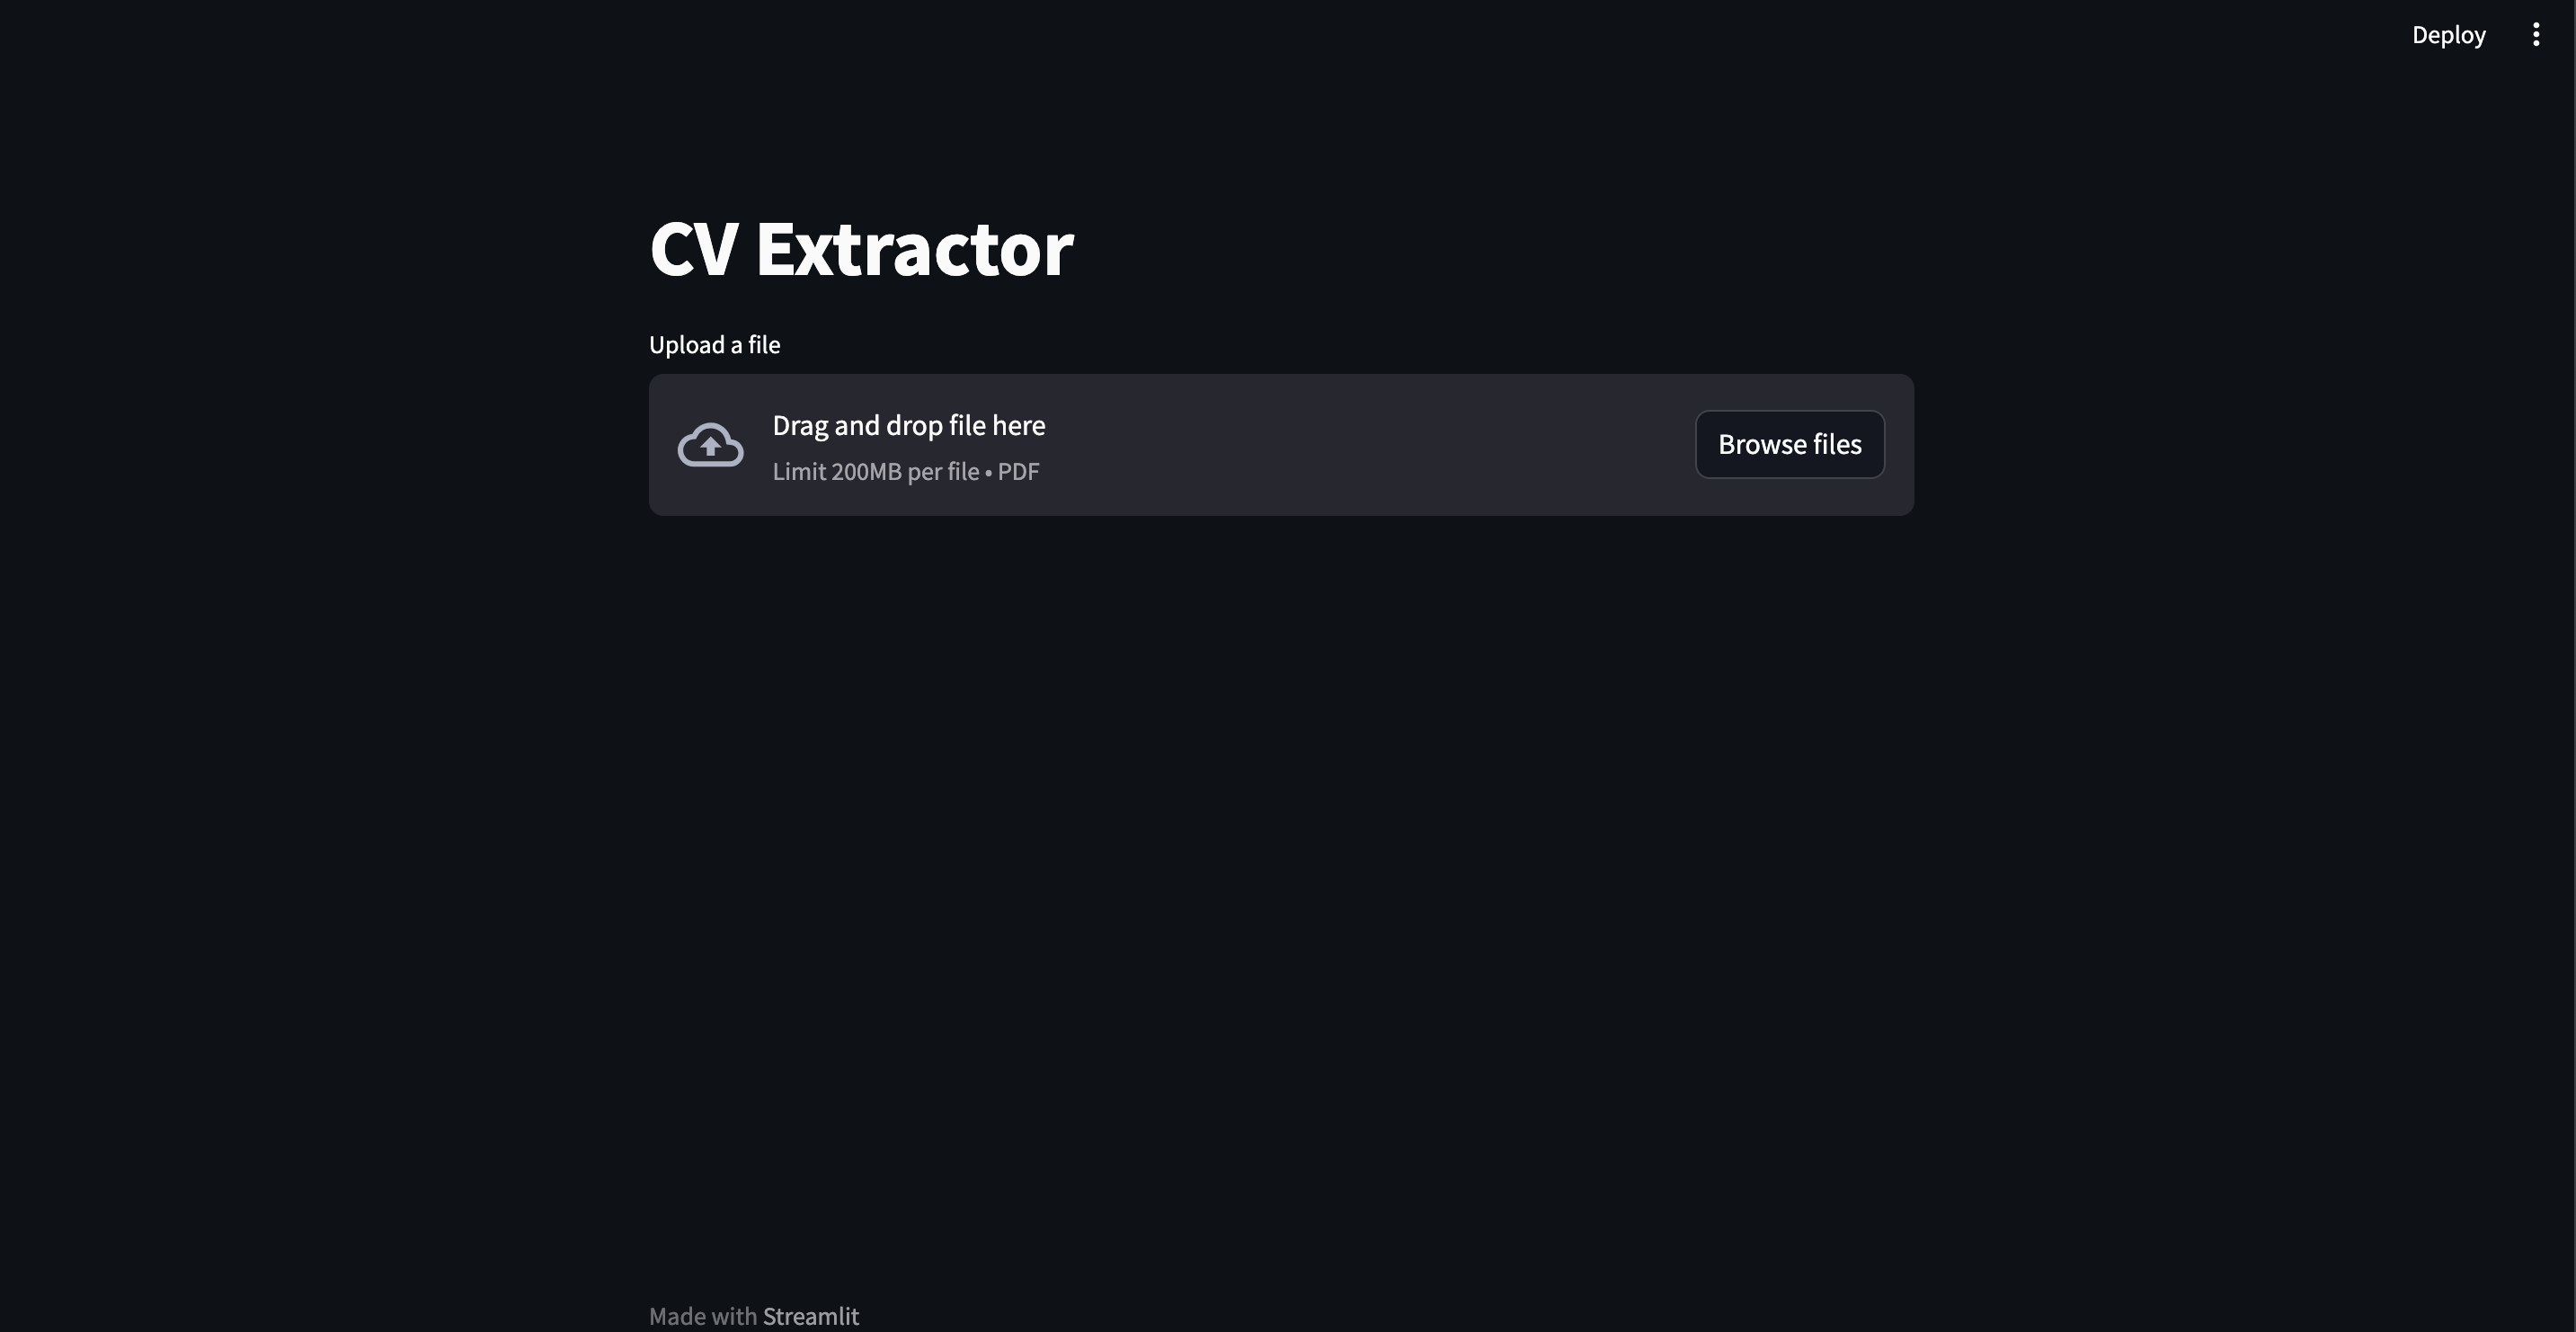 Deploy
CV Extractor
Upload a file
Drag and drop file here
Limit 200MB per file • PDF
Browse files
Made with Streamlit